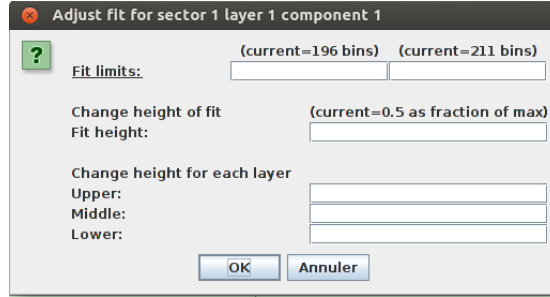 Adjust fit for sector 1 layer 1 component 1
(current=196 bins) (current=211 bins)
Fit limits:
Change height of fit (current=0.5 as fraction of max)
Fit height:
Change height for each layer
Upper:
Middle:
Lower:
OK Annuler